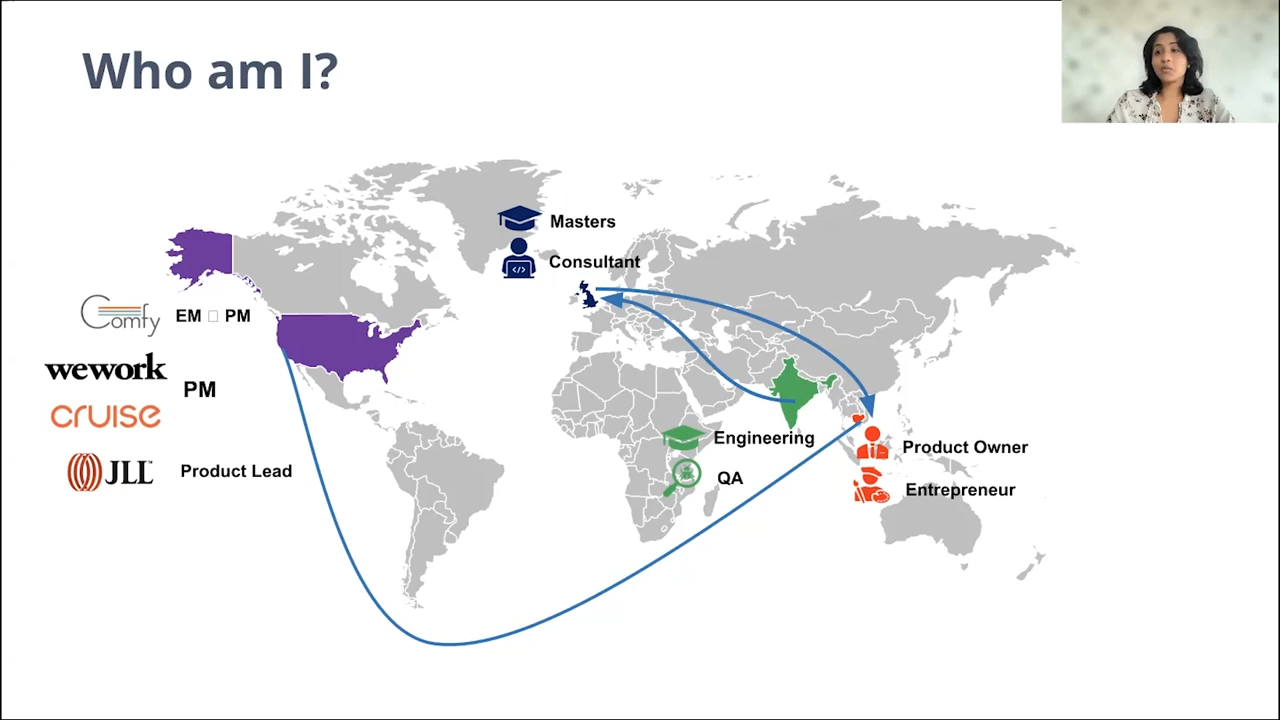 Who am I?
Masters
Consultant
</>
Comfy
EM □ PM
wework
PM
cruise
JLL
Product Lead
Engineering
QA
Product Owner
Entrepreneur